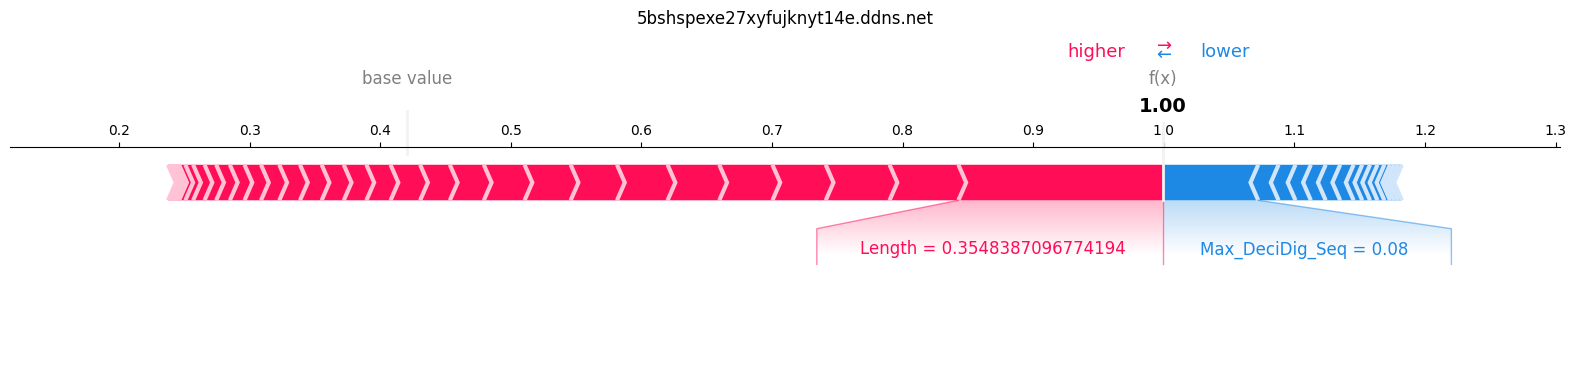 5bshspexe27xyfujknyt14e.ddns.net
higher ⇄ lower
base value f(x)
1.00
0.2 0.3 0.4 0.5 0.6 0.7 0.8 0.9 1.0 1.1 1.2 1.3
Length = 0.3548387096774194 Max_DeciDig_Seq = 0.08